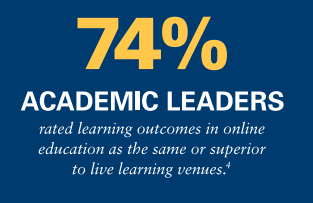 74%
ACADEMIC LEADERS
rated learning outcomes in online
education as the same or superior
to live learning venues.⁴